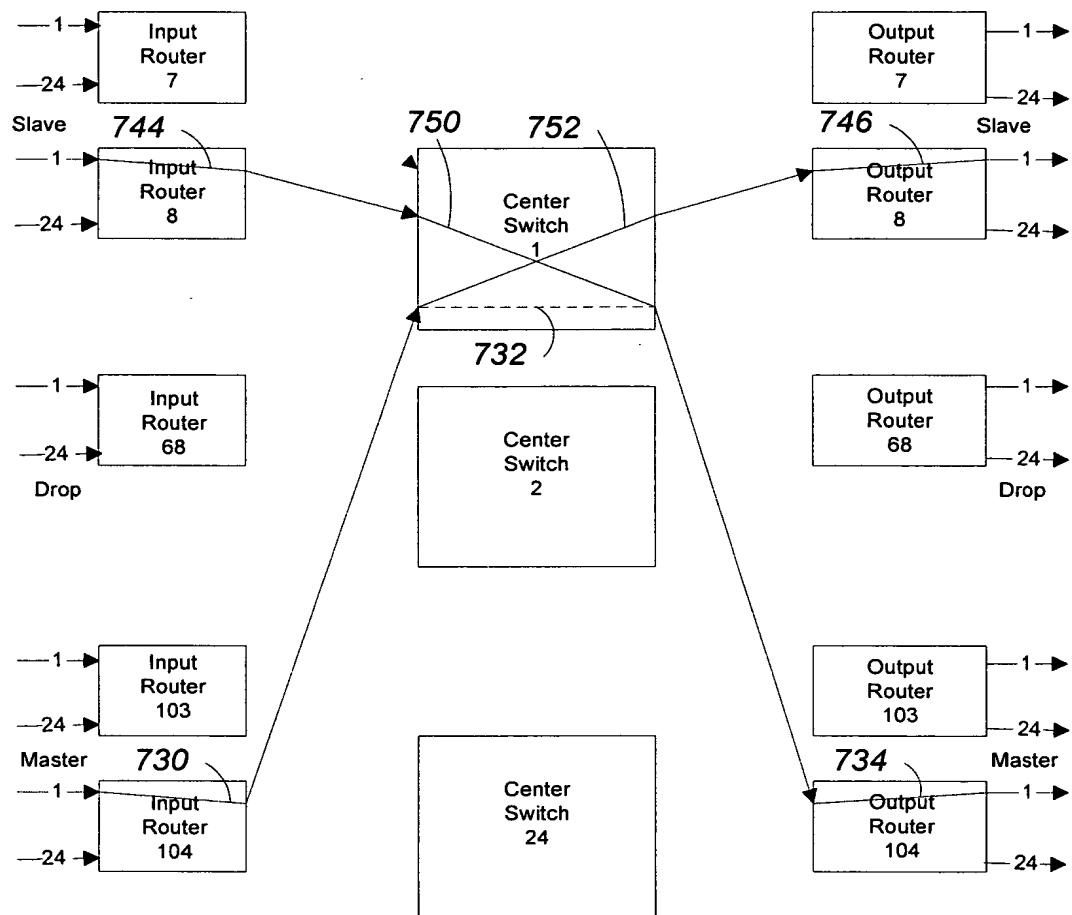 1
24
Input
Router
7
Output
Router
7
1
24
Slave
744
750
752
746
Slave
1
24
Input
Router
8
Center
Switch
1
Output
Router
8
1
24
732
1
24
Input
Router
68
Center
Switch
2
Output
Router
68
1
24
Drop
Drop
1
24
Input
Router
103
Output
Router
103
1
24
Master
730
734
Master
1
24
Input
Router
104
Center
Switch
24
Output
Router
104
1
24